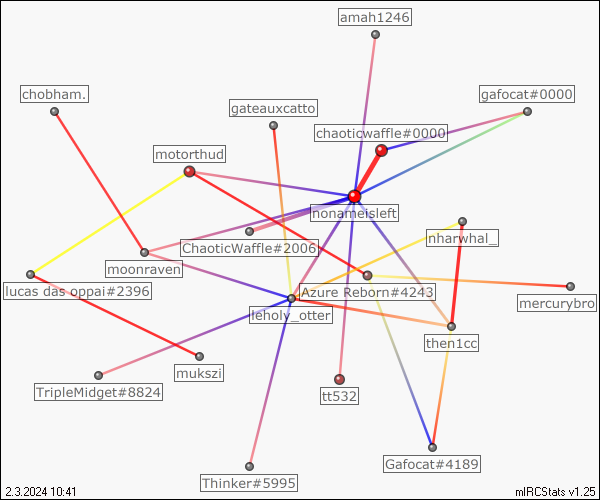 amah1246
chobham.
gafocat#0000
gateauxcatto
chaoticwaffle#0000
motorthud
nonameisleft
nharwhal_
ChaoticWaffle#2006
moonraven
lucas das oppai#2396
Azure Reborn#4243
mercurybro
leholy_otter
then1cc
mukszi
TripleMidget#8824
tt532
Gafocat#4189
Thinker#5995
2.3.2024 10:41
mIRCStats v1.25